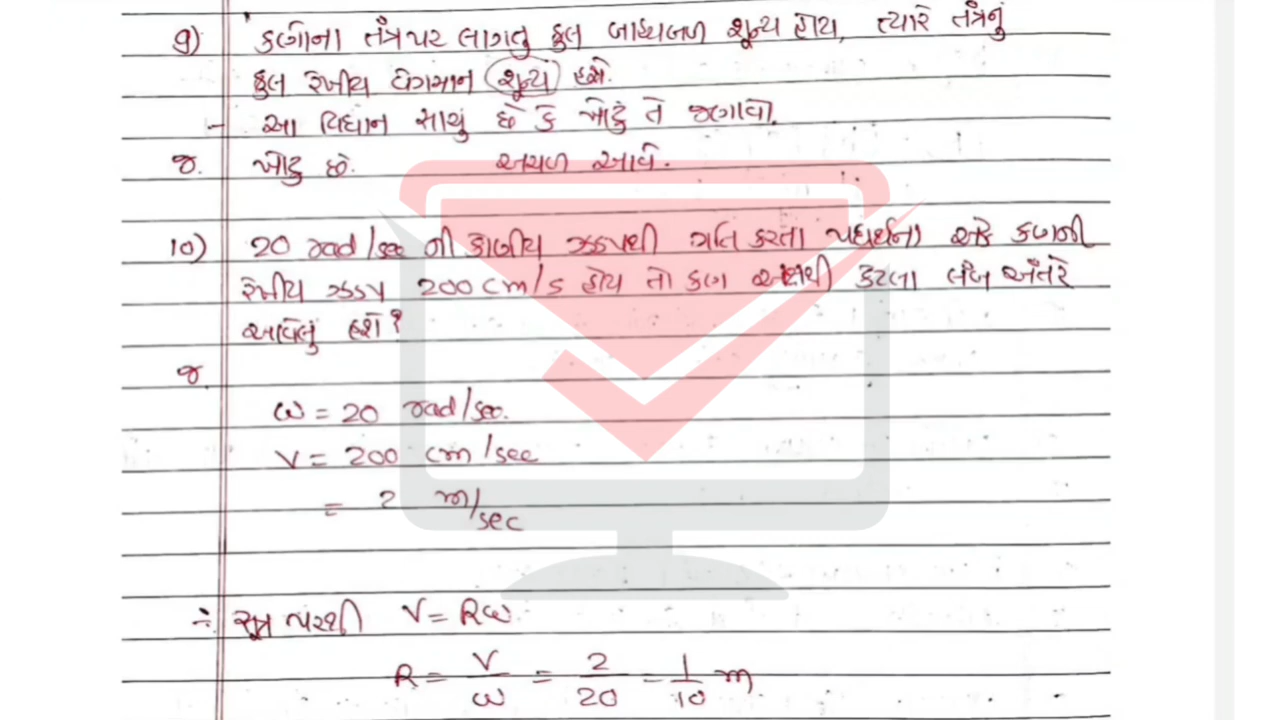 9) કણોના તંત્ર પર લાગતુ કુલ બાહ્યબળ શૂન્ય હોય, ત્યારે તંત્રનું
કુલ રેખીય વેગમાન શૂન્ય હશે.
- આ વિધાન સાચું છે કે ખોટું તે જણાવો.
જ. ખોટુ છે. અચળ આવે.
10) 20 rad/sec ની કોણીય ઝડપથી ગતિ કરતા પદાર્થના એક કણની
રેખીય ઝડપ 200 cm/s હોય તો કણ અક્ષથી કેટલા લંબ અંતરે
આવેલું હશે?
જ
ω = 20 rad/sec.
V = 200 cm/sec
= 2 m/sec
∴ સૂત્ર પરથી V = Rω
R = V/ω = 2/20 = 1/10 m.